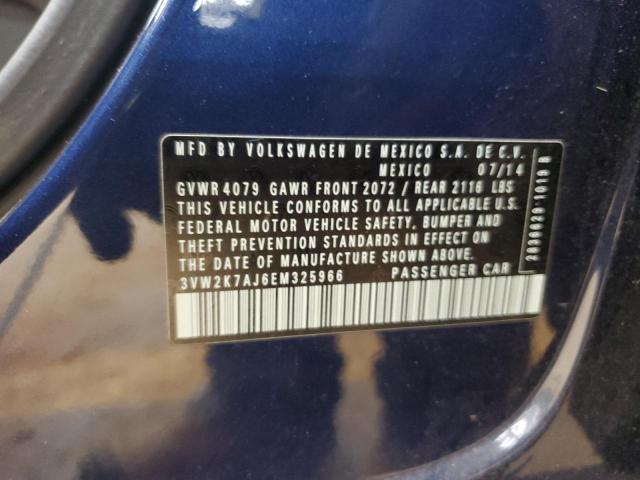 MFD BY VOLKSWAGEN DE MEXICO S.A. DE C.V.
MEXICO 07/14
GVWR 4079 GAWR FRONT 2072 / REAR 2116 LBS
THIS VEHICLE CONFORMS TO ALL APPLICABLE U.S.
FEDERAL MOTOR VEHICLE SAFETY, BUMPER AND
THEFT PREVENTION STANDARDS IN EFFECT ON
THE DATE OF MANUFACTURE SHOWN ABOVE.
3VW2K7AJ6EM325966 PASSENGER CAR
1019 B